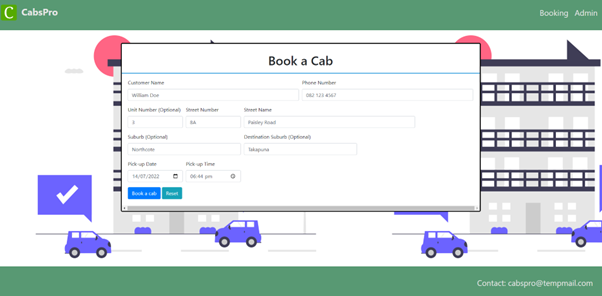 C CabsPro Booking Admin
Book a Cab
Customer Name Phone Number
William Doe 082 123 4567
Unit Number (Optional) Street Number Street Name
3 6A Paisley Road
Suburb (Optional) Destination Suburb (Optional)
Northcote Takapuna
Pick-up Date Pick-up Time
14/07/2022 06:44 pm
Book a cab Reset
Contact: cabspro@tempmail.com